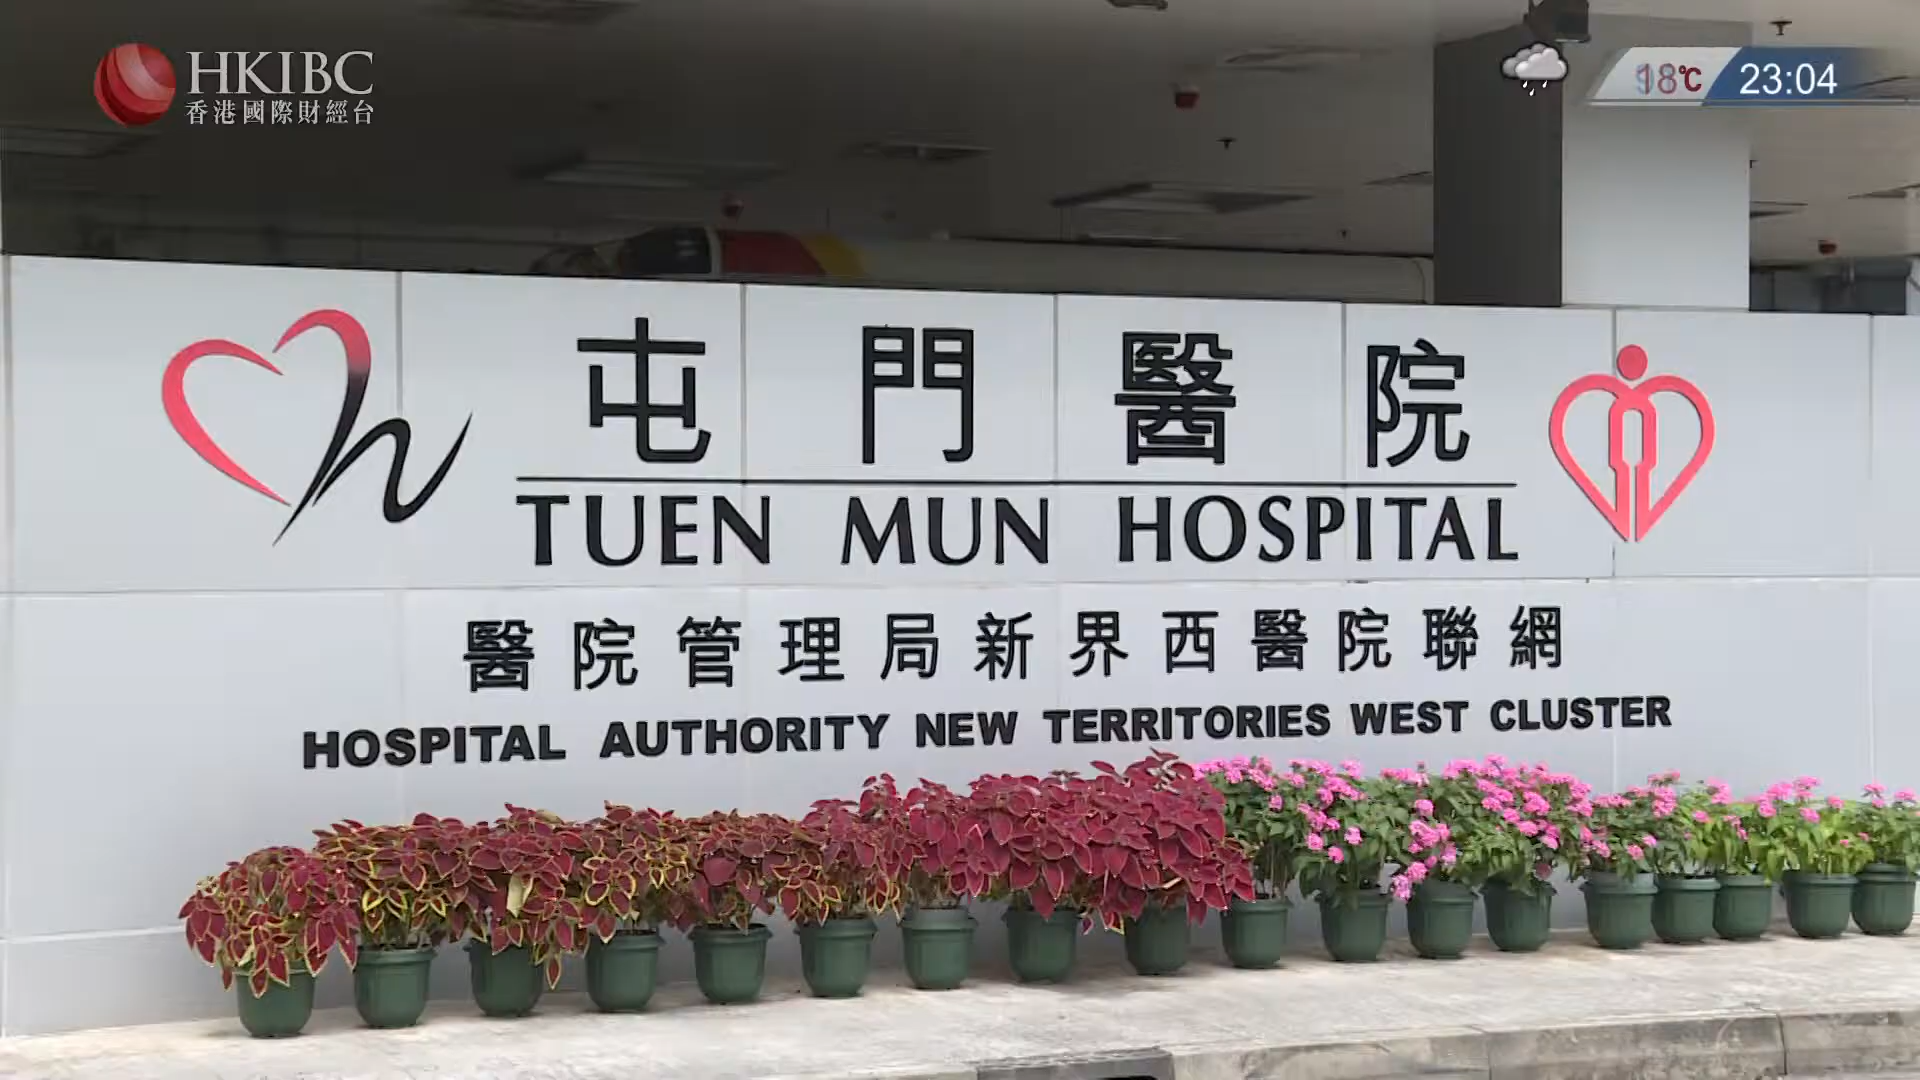 HKIBC
香港國際財經台
23:04
屯門醫院
TUEN MUN HOSPITAL
醫院管理局新界西醫院聯網
HOSPITAL AUTHORITY NEW TERRITORIES WEST CLUSTER